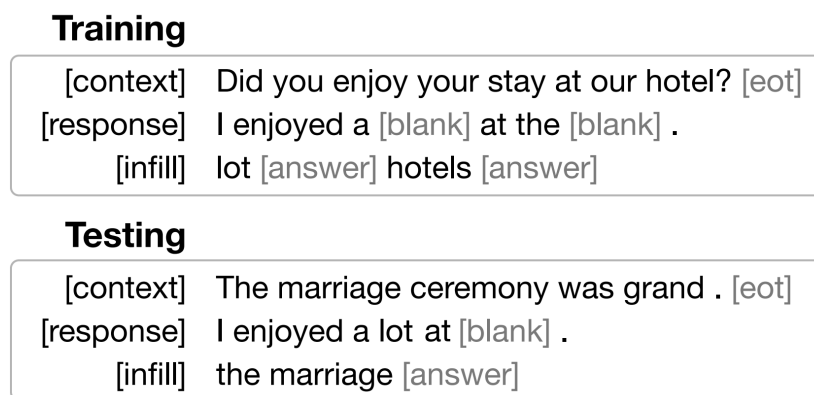 Training
[context] Did you enjoy your stay at our hotel? [eot]
[response] I enjoyed a [blank] at the [blank] .
[infill] lot [answer] hotels [answer]
Testing
[context] The marriage ceremony was grand . [eot]
[response] I enjoyed a lot at [blank] .
[infill] the marriage [answer]